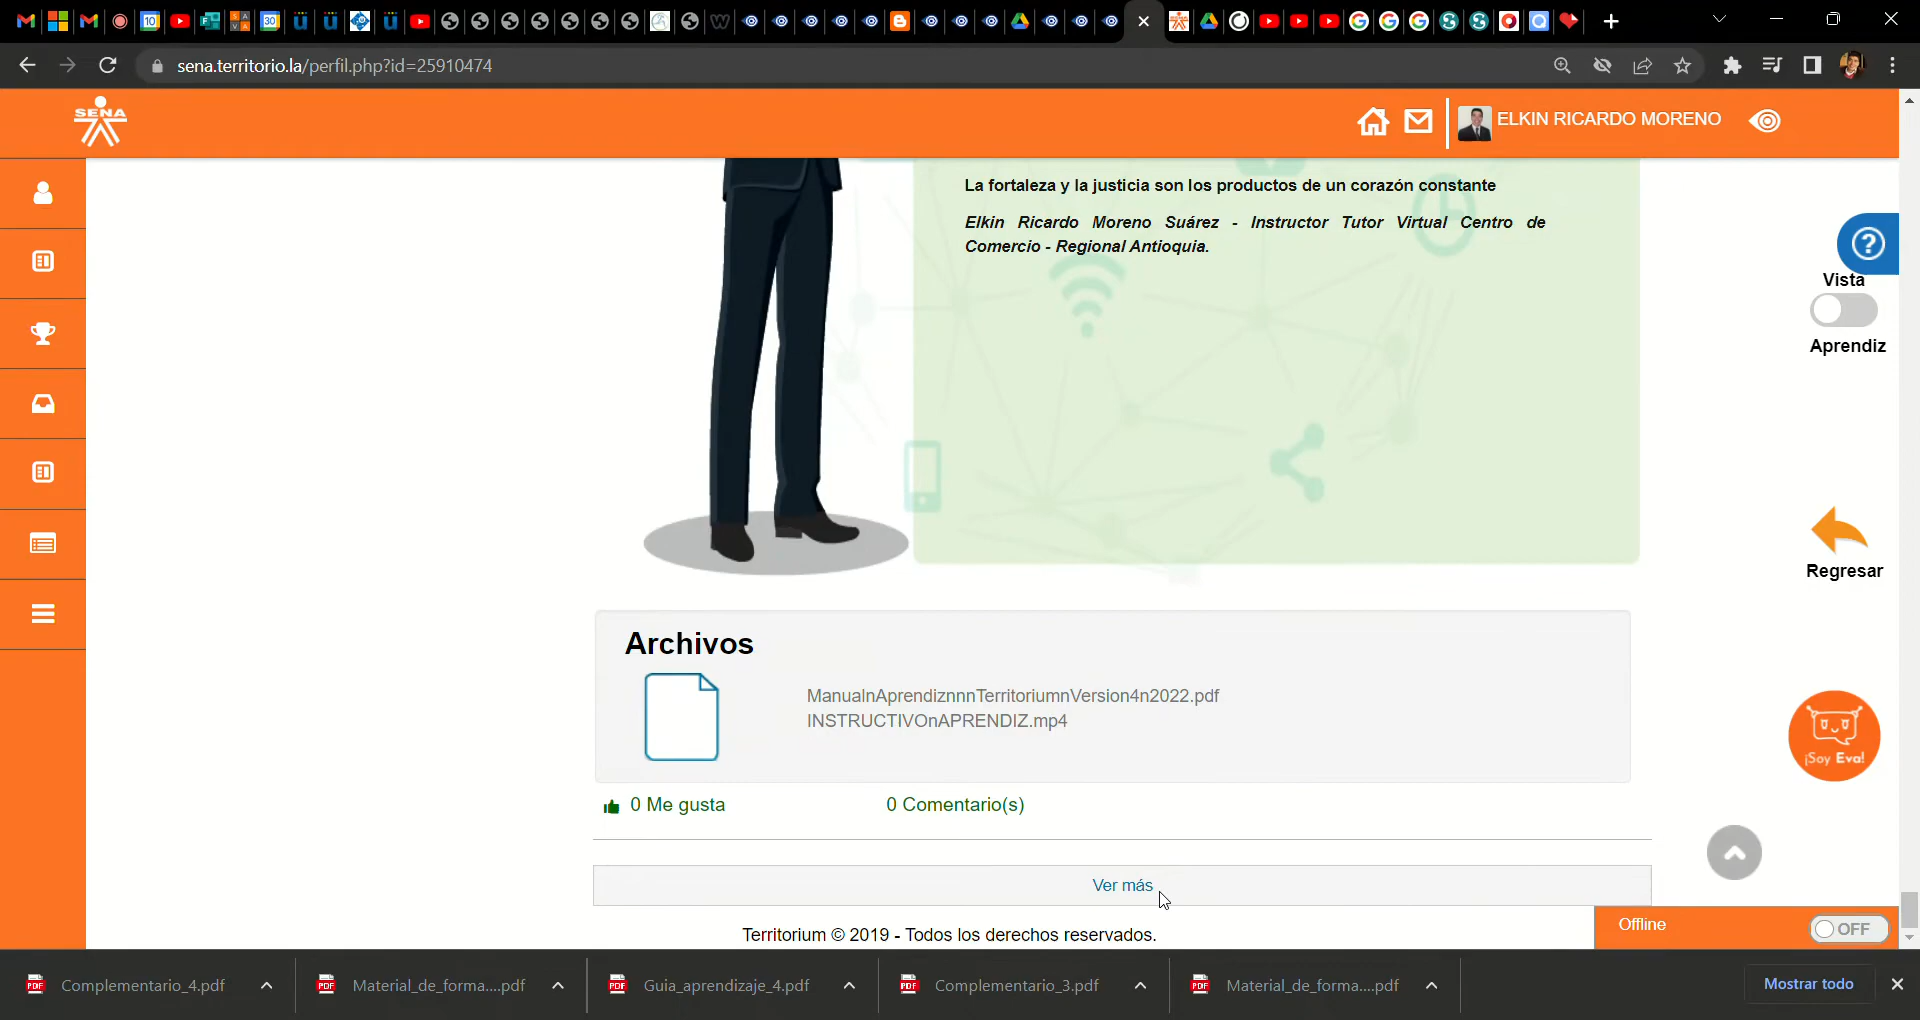 sena.territorio.la/perfil.php?id=25910474
SENA
ELKIN RICARDO MORENO
La fortaleza y la justicia son los productos de un corazón constante
Elkin Ricardo Moreno Suárez - Instructor Tutor Virtual Centro de
Comercio - Regional Antioquia.
Vista
Aprendiz
Regresar
Archivos
ManualnAprendiznnnTerritoriumnVersion4n2022.pdf
INSTRUCTIVOnAPRENDIZ.mp4
¡Soy Eva!
0 Me gusta
0 Comentario(s)
Ver más
Offline
OFF
Territorium © 2019 - Todos los derechos reservados.
Complementario_4.pdf
Material_de_forma....pdf
Guia_aprendizaje_4.pdf
Complementario_3.pdf
Material_de_forma....pdf
Mostrar todo